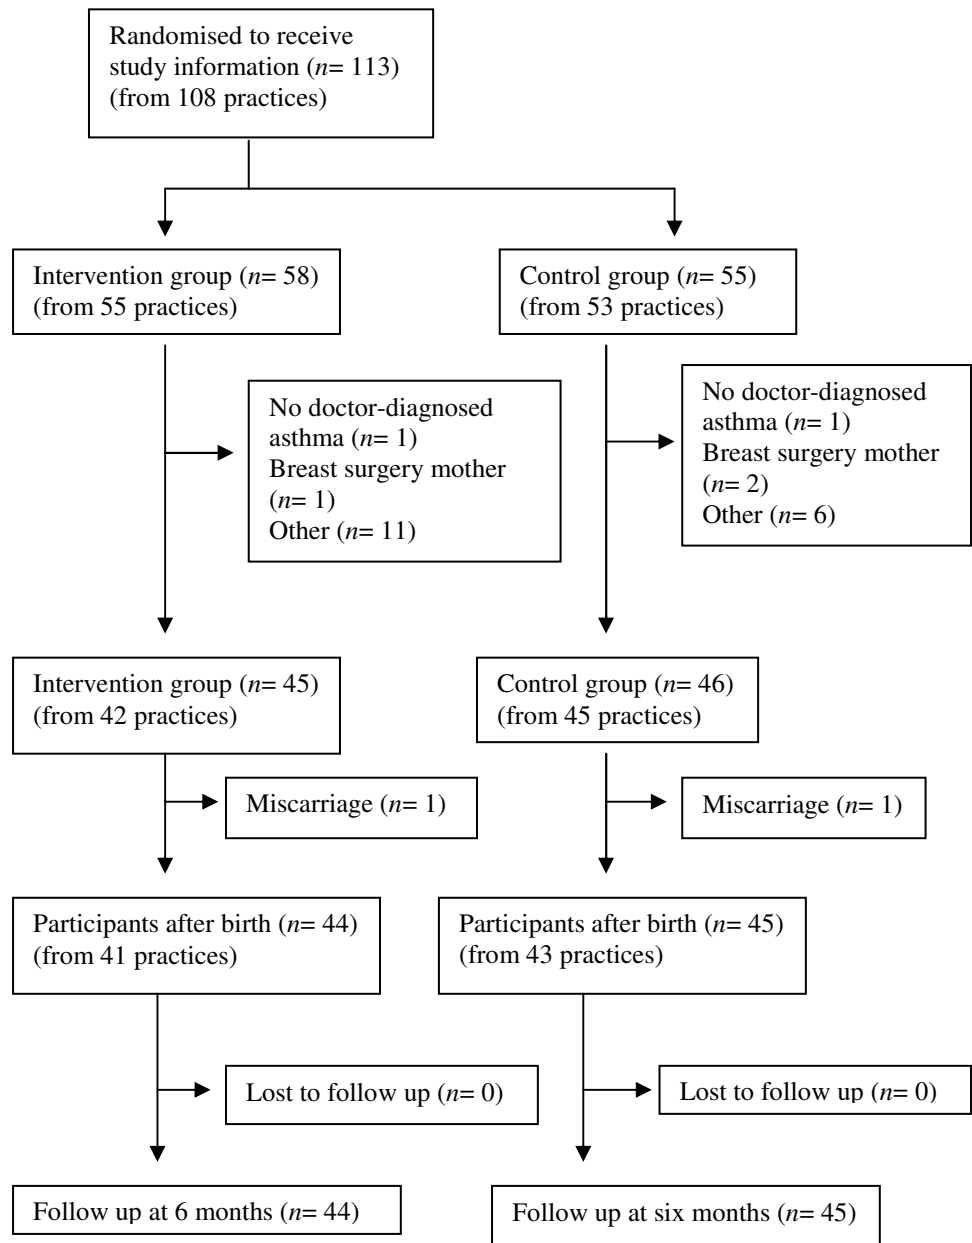 Randomised to receive
study information (n= 113)
(from 108 practices)
Intervention group (n= 58)
(from 55 practices)
Control group (n= 55)
(from 53 practices)
No doctor-diagnosed
asthma (n= 1)
Breast surgery mother
(n= 1)
Other (n= 11)
No doctor-diagnosed
asthma (n= 1)
Breast surgery mother
(n= 2)
Other (n= 6)
Intervention group (n= 45)
(from 42 practices)
Control group (n= 46)
(from 45 practices)
Miscarriage (n= 1)
Miscarriage (n= 1)
Participants after birth (n= 44)
(from 41 practices)
Participants after birth (n= 45)
(from 43 practices)
Lost to follow up (n= 0)
Lost to follow up (n= 0)
Follow up at 6 months (n= 44)
Follow up at six months (n= 45)